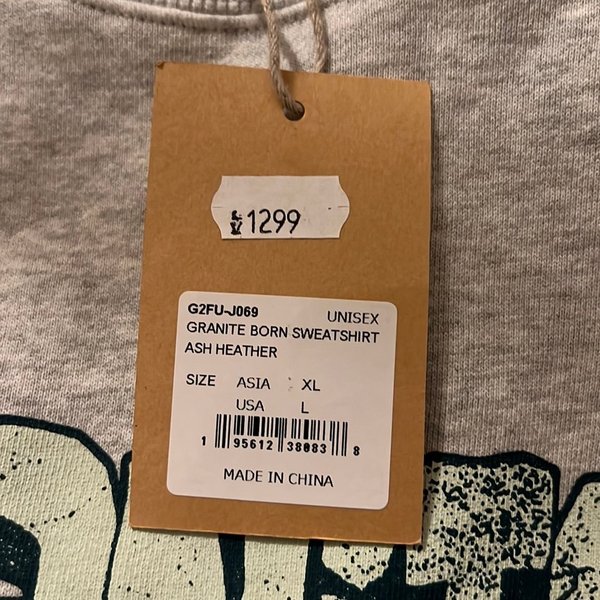 1299
G2FU-J069
UNISEX
GRANITE BORN SWEATSHIRT
ASH HEATHER
SIZE ASIA XL
USA L
1 95612 38083 8
MADE IN CHINA